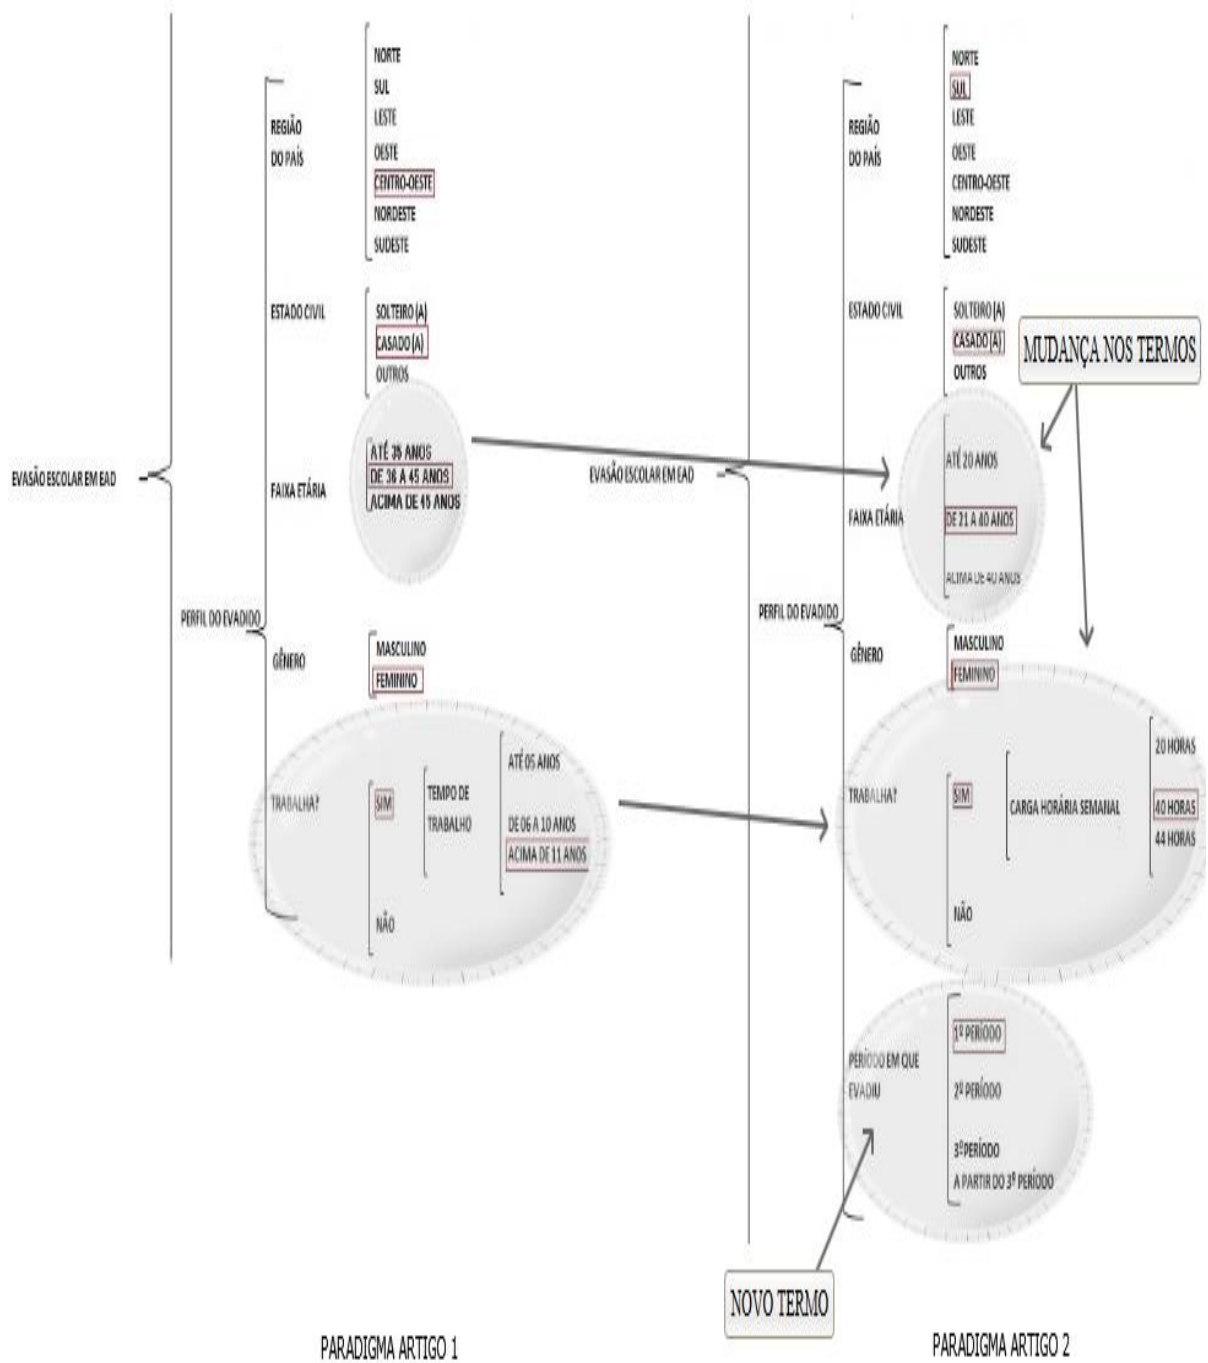 NORTE
SUL
LESTE
OESTE
CENTRO-OESTE
NORDESTE
SUDESTE
REGIÃO
DO PAÍS
ESTADO CIVIL
SOLTEIRO (A)
CASADO (A)
OUTROS
FAIXA ETÁRIA
ATÉ 35 ANOS
DE 36 A 45 ANOS
ACIMA DE 45 ANOS
EVASÃO ESCOLAR EM EAD
PERFIL DO EVADIDO
GÊNERO
MASCULINO
FEMININO
TRABALHA?
SIM
TEMPO DE
TRABALHO
ATÉ 05 ANOS
DE 06 A 10 ANOS
ACIMA DE 11 ANOS
NÃO
PARADIGMA ARTIGO 1
NORTE
SUL
LESTE
OESTE
CENTRO-OESTE
NORDESTE
SUDESTE
REGIÃO
DO PAÍS
ESTADO CIVIL
SOLTEIRO (A)
CASADO (A)
OUTROS
MUDANÇA NOS TERMOS
FAIXA ETÁRIA
ATÉ 20 ANOS
DE 21 A 40 ANOS
ACIMA DE 40 ANOS
EVASÃO ESCOLAR EM EAD
PERFIL DO EVADIDO
GÊNERO
MASCULINO
FEMININO
TRABALHA?
SIM
CARGA HORÁRIA SEMANAL
20 HORAS
40 HORAS
44 HORAS
NÃO
PERÍODO EM QUE
EVADIU
1º PERÍODO
2º PERÍODO
3ºPERÍODO
A PARTIR DO 3º PERÍODO
NOVO TERMO
PARADIGMA ARTIGO 2